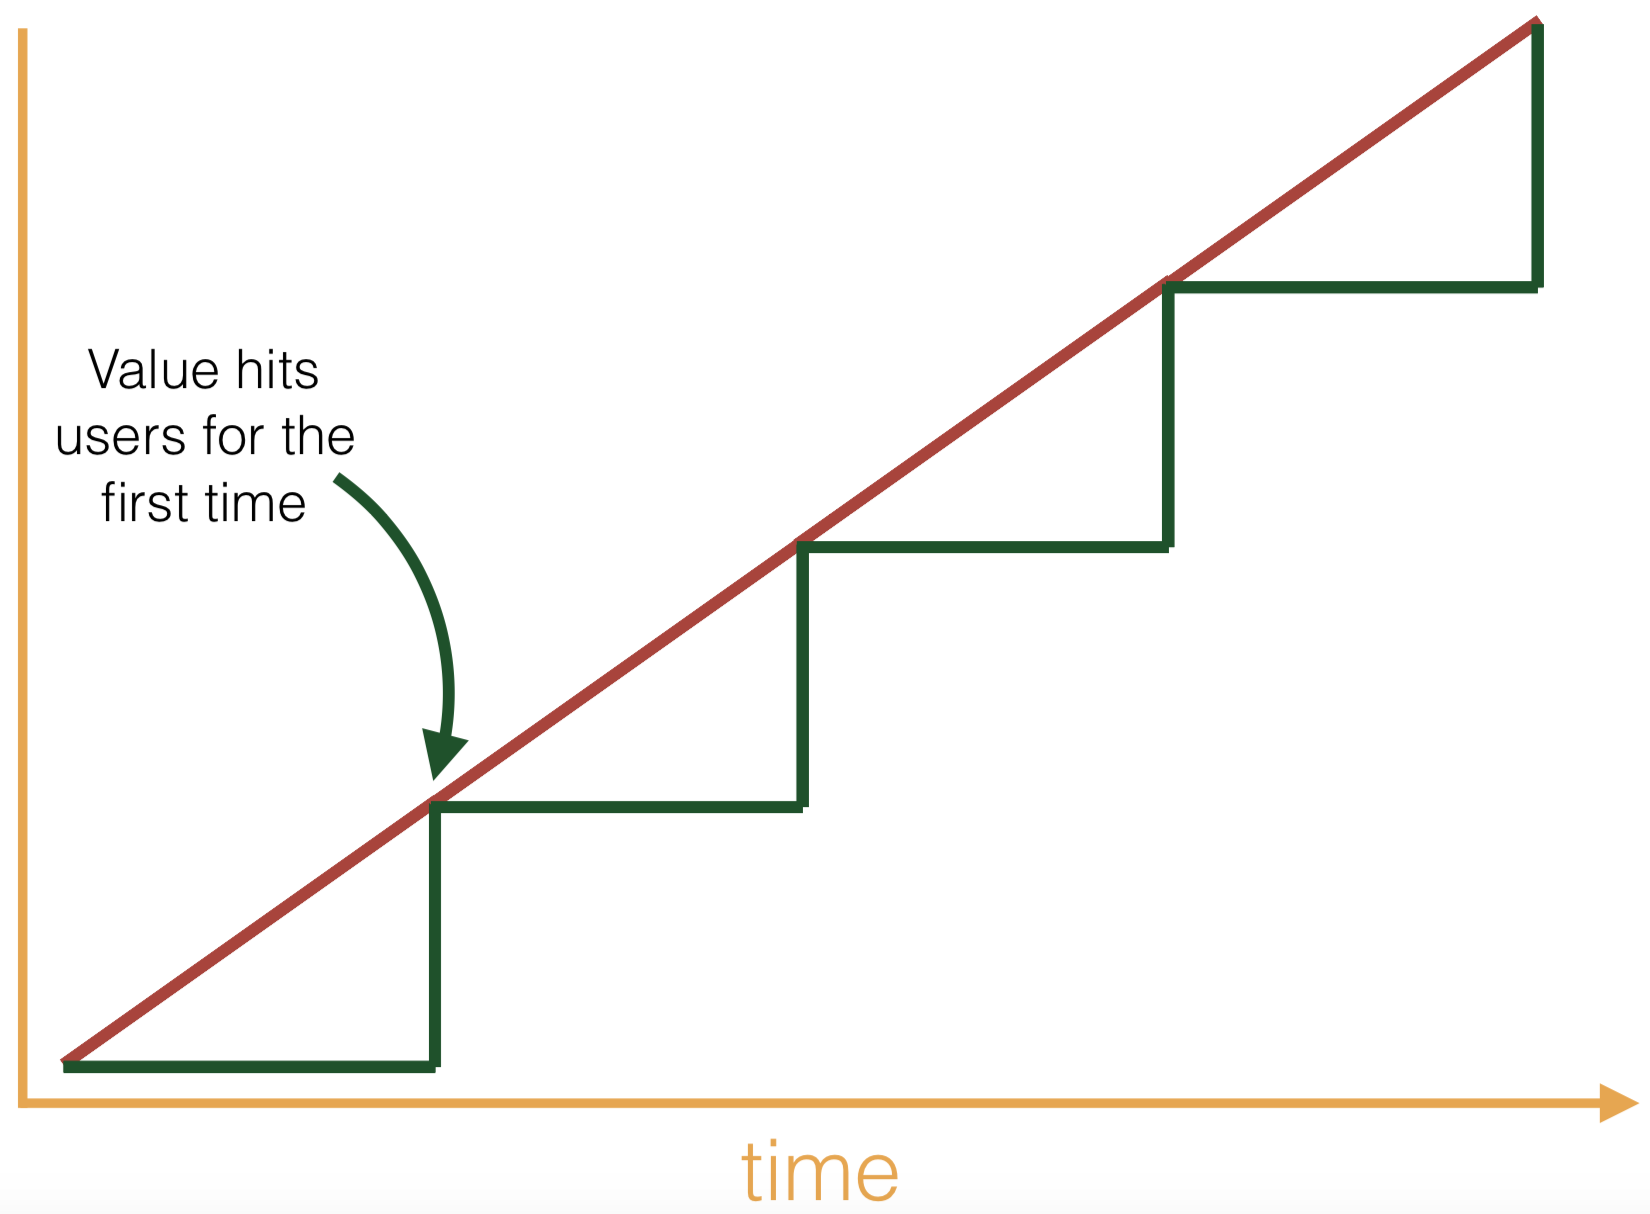 Value hits
users for the
first time
time